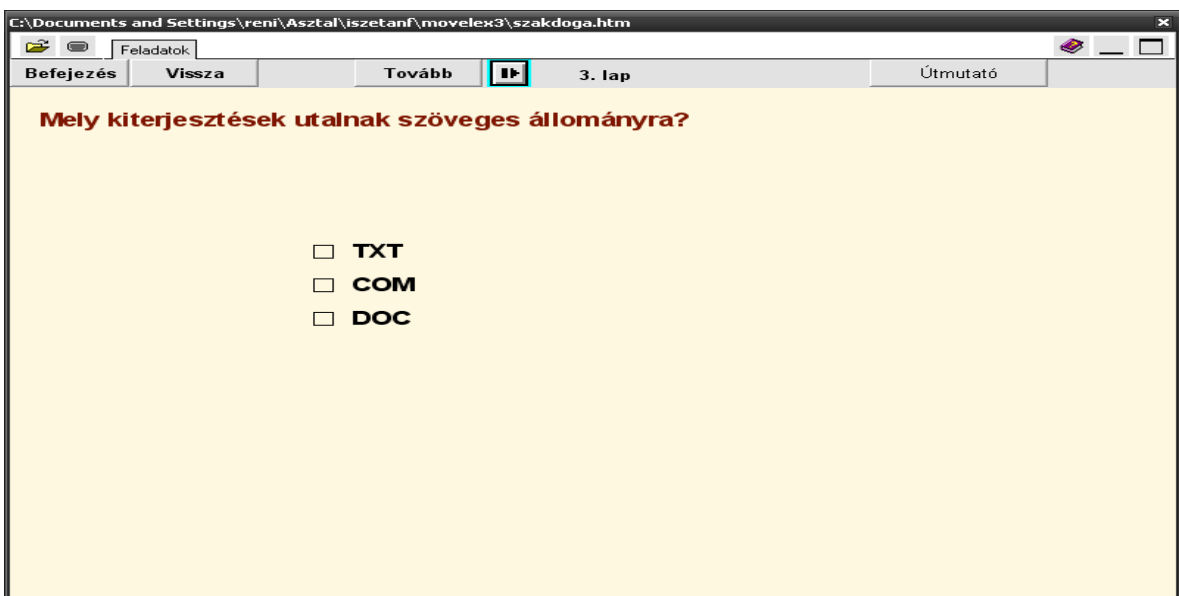 C:\Documents and Settings\reni\Asztal\iszetanf\movelex3\szakdoga.htm
Feladatok
Befejezés Vissza Tovább 3. lap Útmutató
Mely kiterjesztések utalnak szöveges állományra?
TXT
COM
DOC